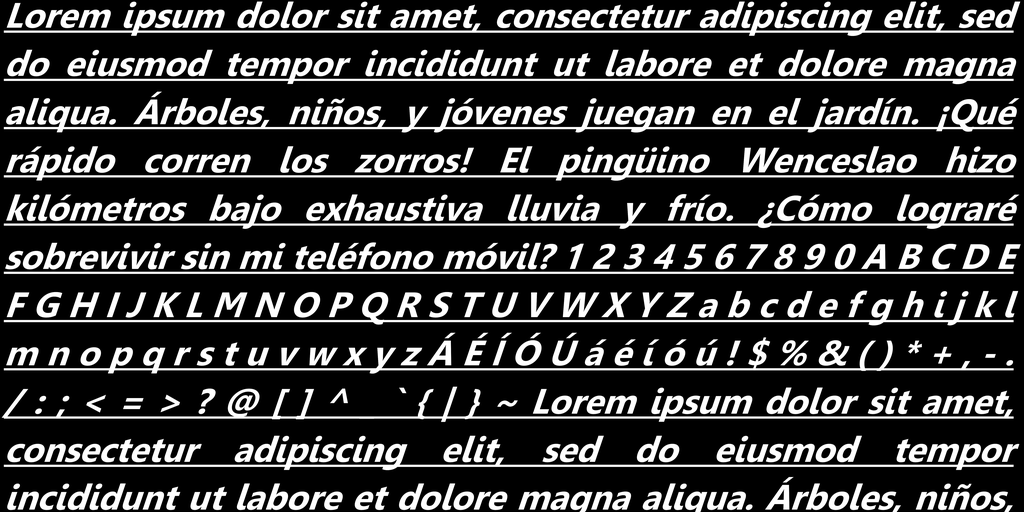 Lorem ipsum dolor sit amet, consectetur adipiscing elit, sed
do eiusmod tempor incididunt ut labore et dolore magna
aliqua. Árboles, niños, y jóvenes juegan en el jardín. ¡Qué
rápido corren los zorros! El pingüino Wenceslao hizo
kilómetros bajo exhaustiva lluvia y frío. ¿Cómo lograré
sobrevivir sin mi teléfono móvil? 1 2 3 4 5 6 7 8 9 0 A B C D E
F G H I J K L M N O P Q R S T U V W X Y Z a b c d e f g h i j k l
m n o p q r s t u v w x y z Á É Í Ó Ú á é í ó ú ! $ % & ( ) * + , - .
/ : ; < = > ? @ [ ] ^ _ ` { | } ~ Lorem ipsum dolor sit amet,
consectetur adipiscing elit, sed do eiusmod tempor
incididunt ut labore et dolore magna aliqua. Árboles, niños,